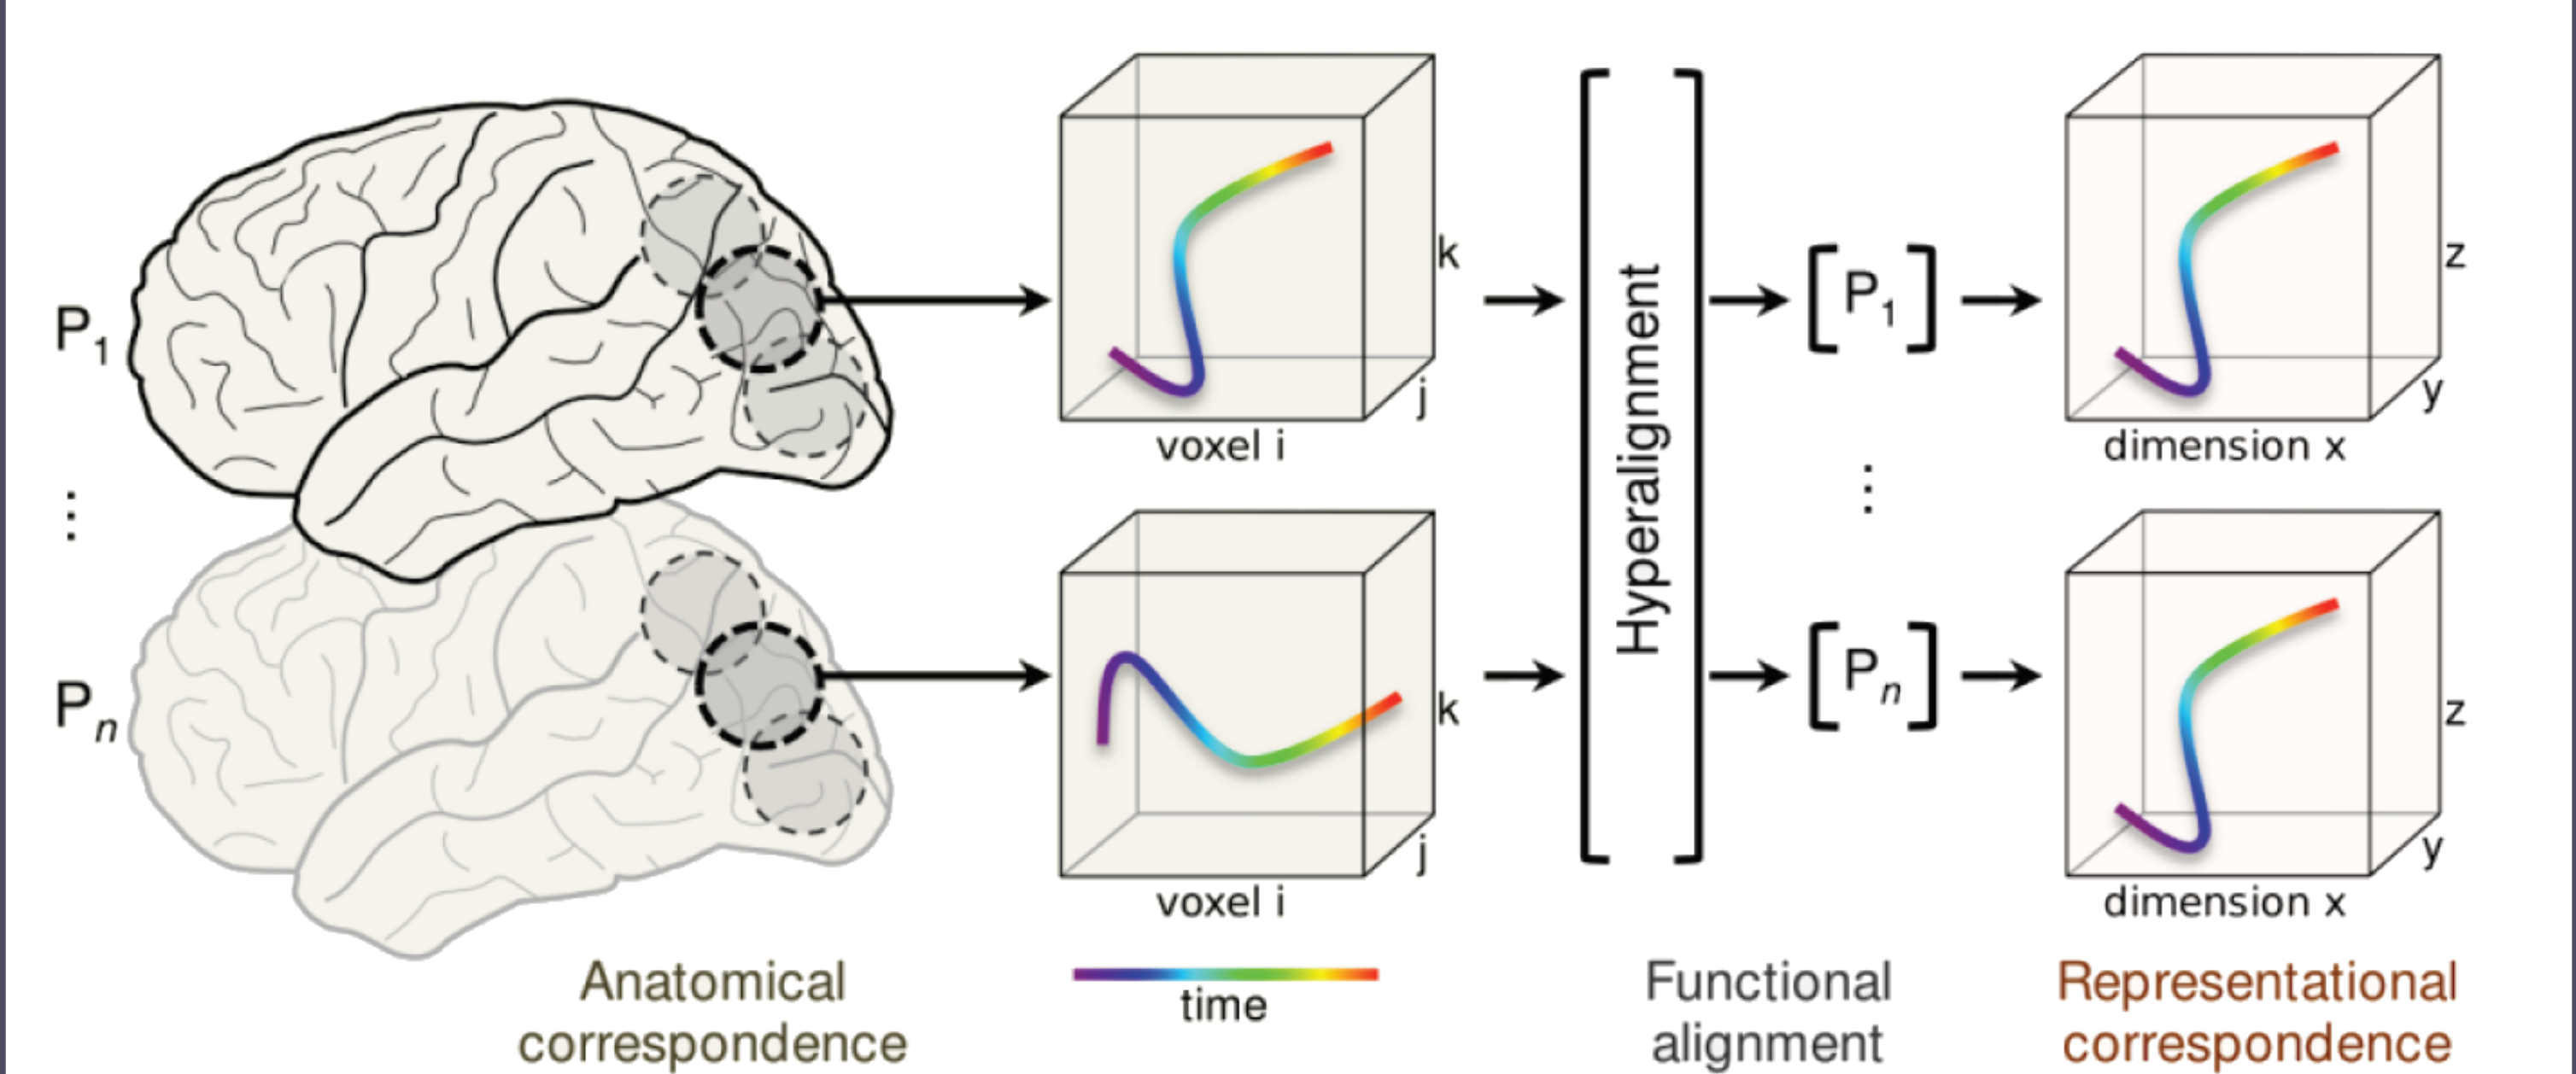 P1
⋮
Pn
k
j
voxel i
k
j
voxel i
time
Hyperalignment
[P1]
⋮
[Pn]
z
y
dimension x
z
y
dimension x
Anatomical
correspondence
Functional
alignment
Representational
correspondence